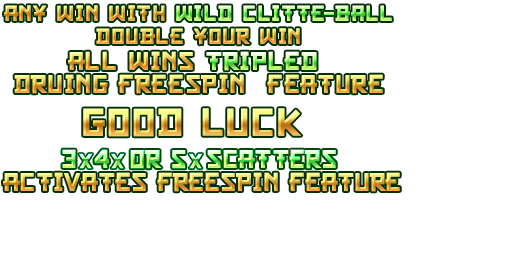 ANY WIN WITH WILD CLITTE-BALL
DOUBLE YOUR WIN
ALL WINS TRIPLED
DRUING FREESPIN FEATURE
GOOD LUCK
3x4x OR 5x SCATTERS
ACTIVATES FREESPIN FEATURE